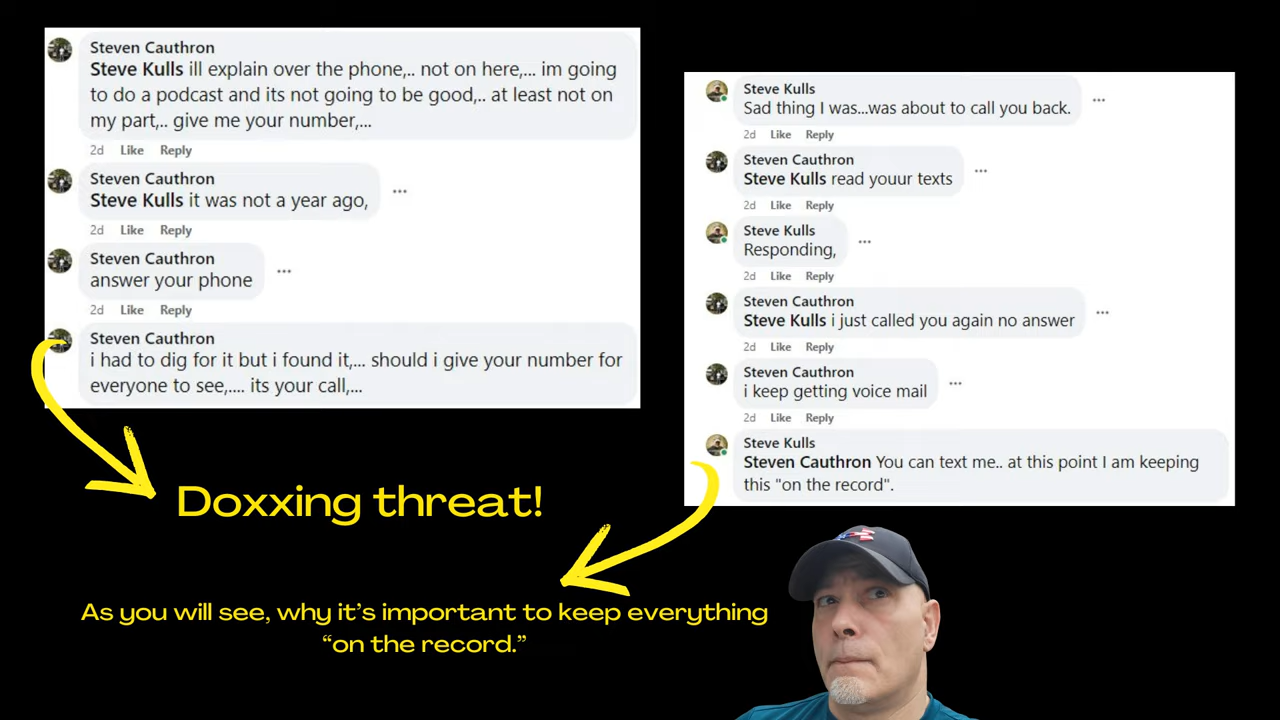 Steven Cauthron
Steve Kulls ill explain over the phone,.. not on here,... im going
to do a podcast and its not going to be good,.. at least not on
my part,.. give me your number,...
2d Like Reply
Steven Cauthron
Steve Kulls it was not a year ago,
2d Like Reply
Steven Cauthron
answer your phone
2d Like Reply
Steven Cauthron
i had to dig for it but i found it,... should i give your number for
everyone to see,.... its your call,...
Steve Kulls
Sad thing I was...was about to call you back.
2d Like Reply
Steven Cauthron
Steve Kulls read youur texts
2d Like Reply
Steve Kulls
Responding,
2d Like Reply
Steven Cauthron
Steve Kulls i just called you again no answer
2d Like Reply
Steven Cauthron
i keep getting voice mail
2d Like Reply
Steve Kulls
Steven Cauthron You can text me.. at this point I am keeping
this "on the record".
Doxxing threat!
As you will see, why it's important to keep everything
“on the record.”